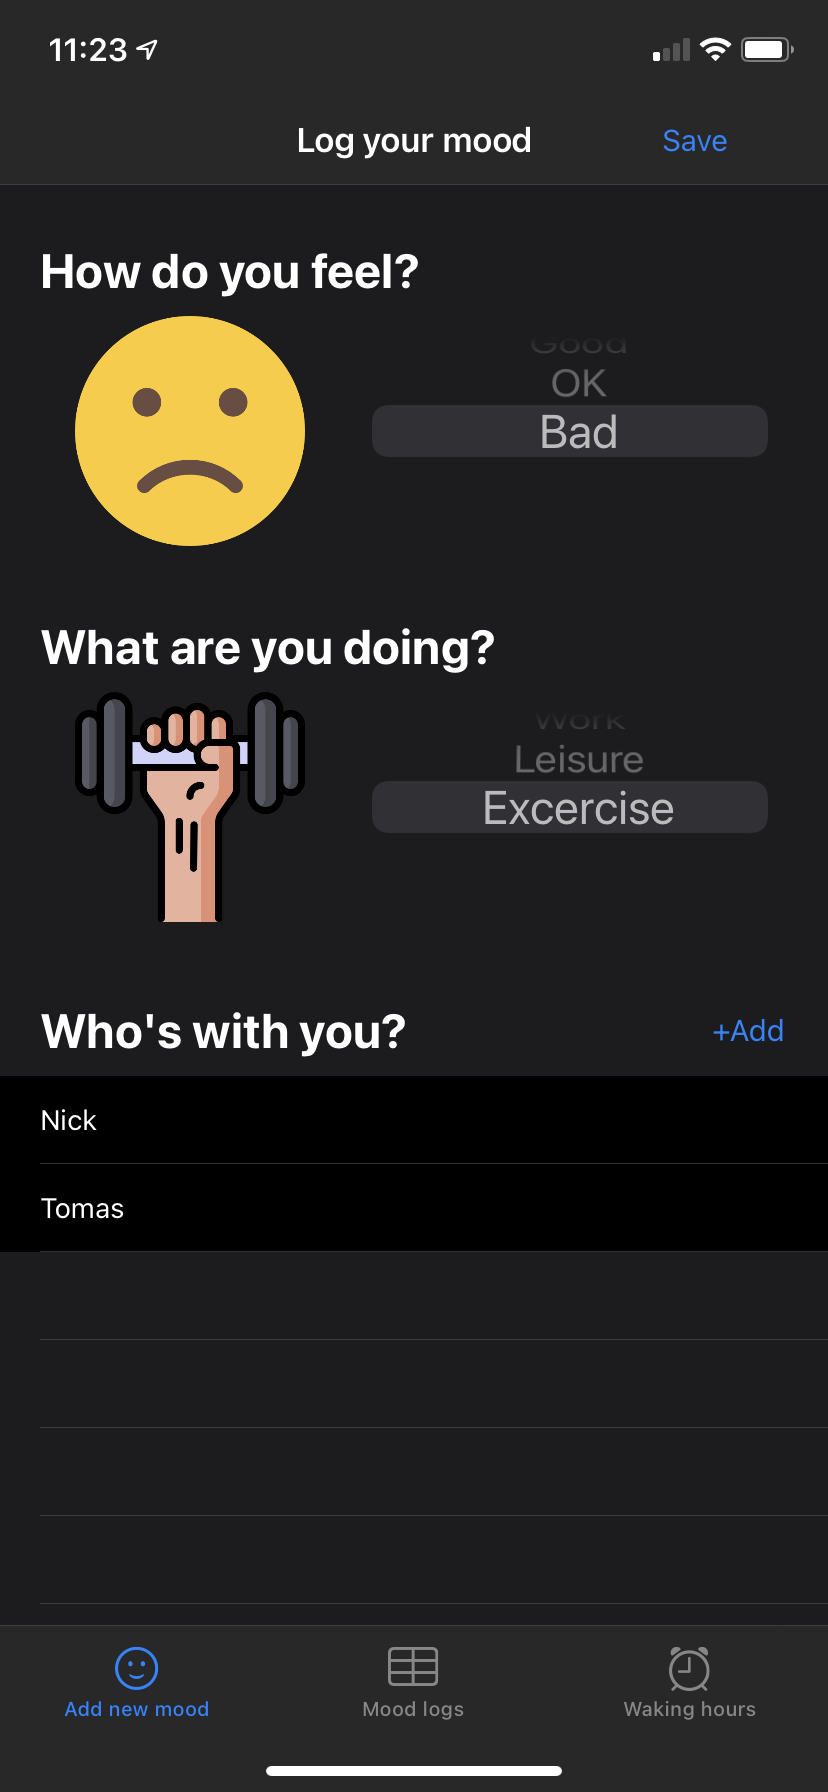 11:23
Log your mood
Save
How do you feel?
Good
OK
Bad
What are you doing?
Work
Leisure
Excercise
Who's with you?
+Add
Nick
Tomas
Add new mood
Mood logs
Waking hours